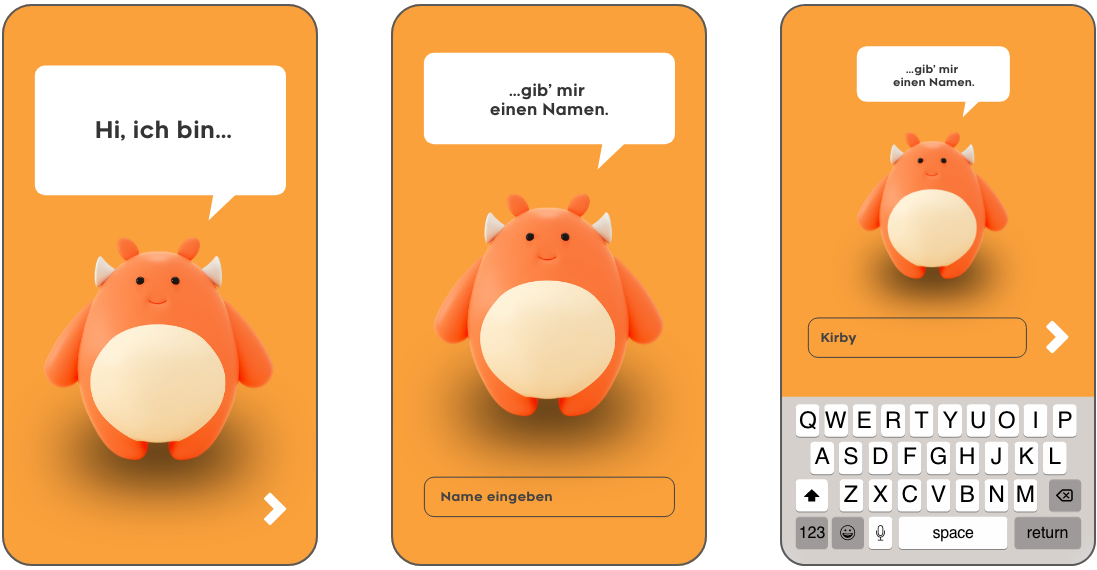 Hi, ich bin...
...gib' mir
einen Namen.
Name eingeben
...gib' mir
einen Namen.
Kirby
Q W E R T Y U O I P
A S D F G H J K L
Z X C V B N M
123 space return